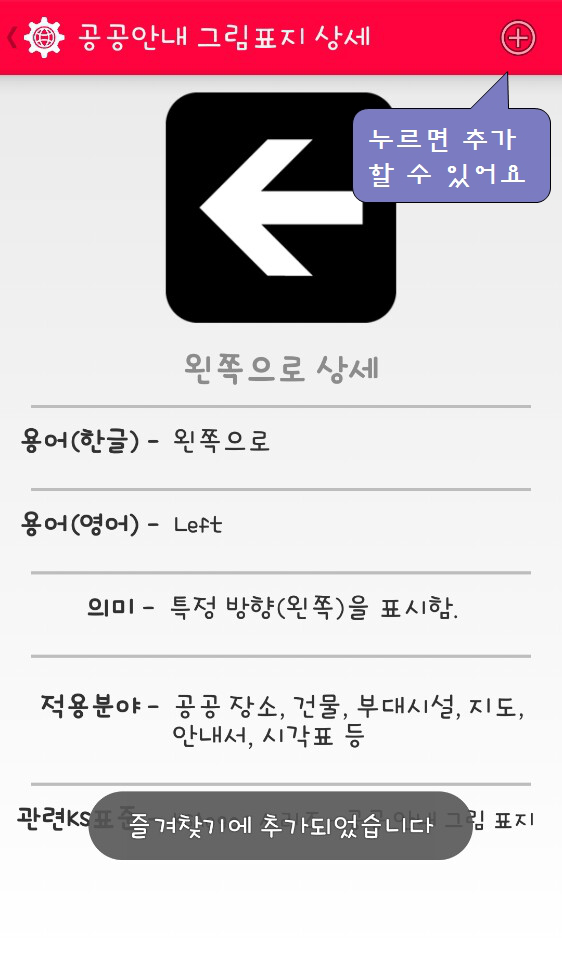 공공안내 그림표지 상세
누르면 추가
할 수 있어요
왼쪽으로 상세
용어(한글) - 왼쪽으로
용어(영어) - Left
의미 - 특정 방향(왼쪽)을 표시함.
적용분야 - 공공 장소, 건물, 부대시설, 지도,
안내서, 시각표 등
관련KS표준 그림 표지
즐겨찾기에 추가되었습니다